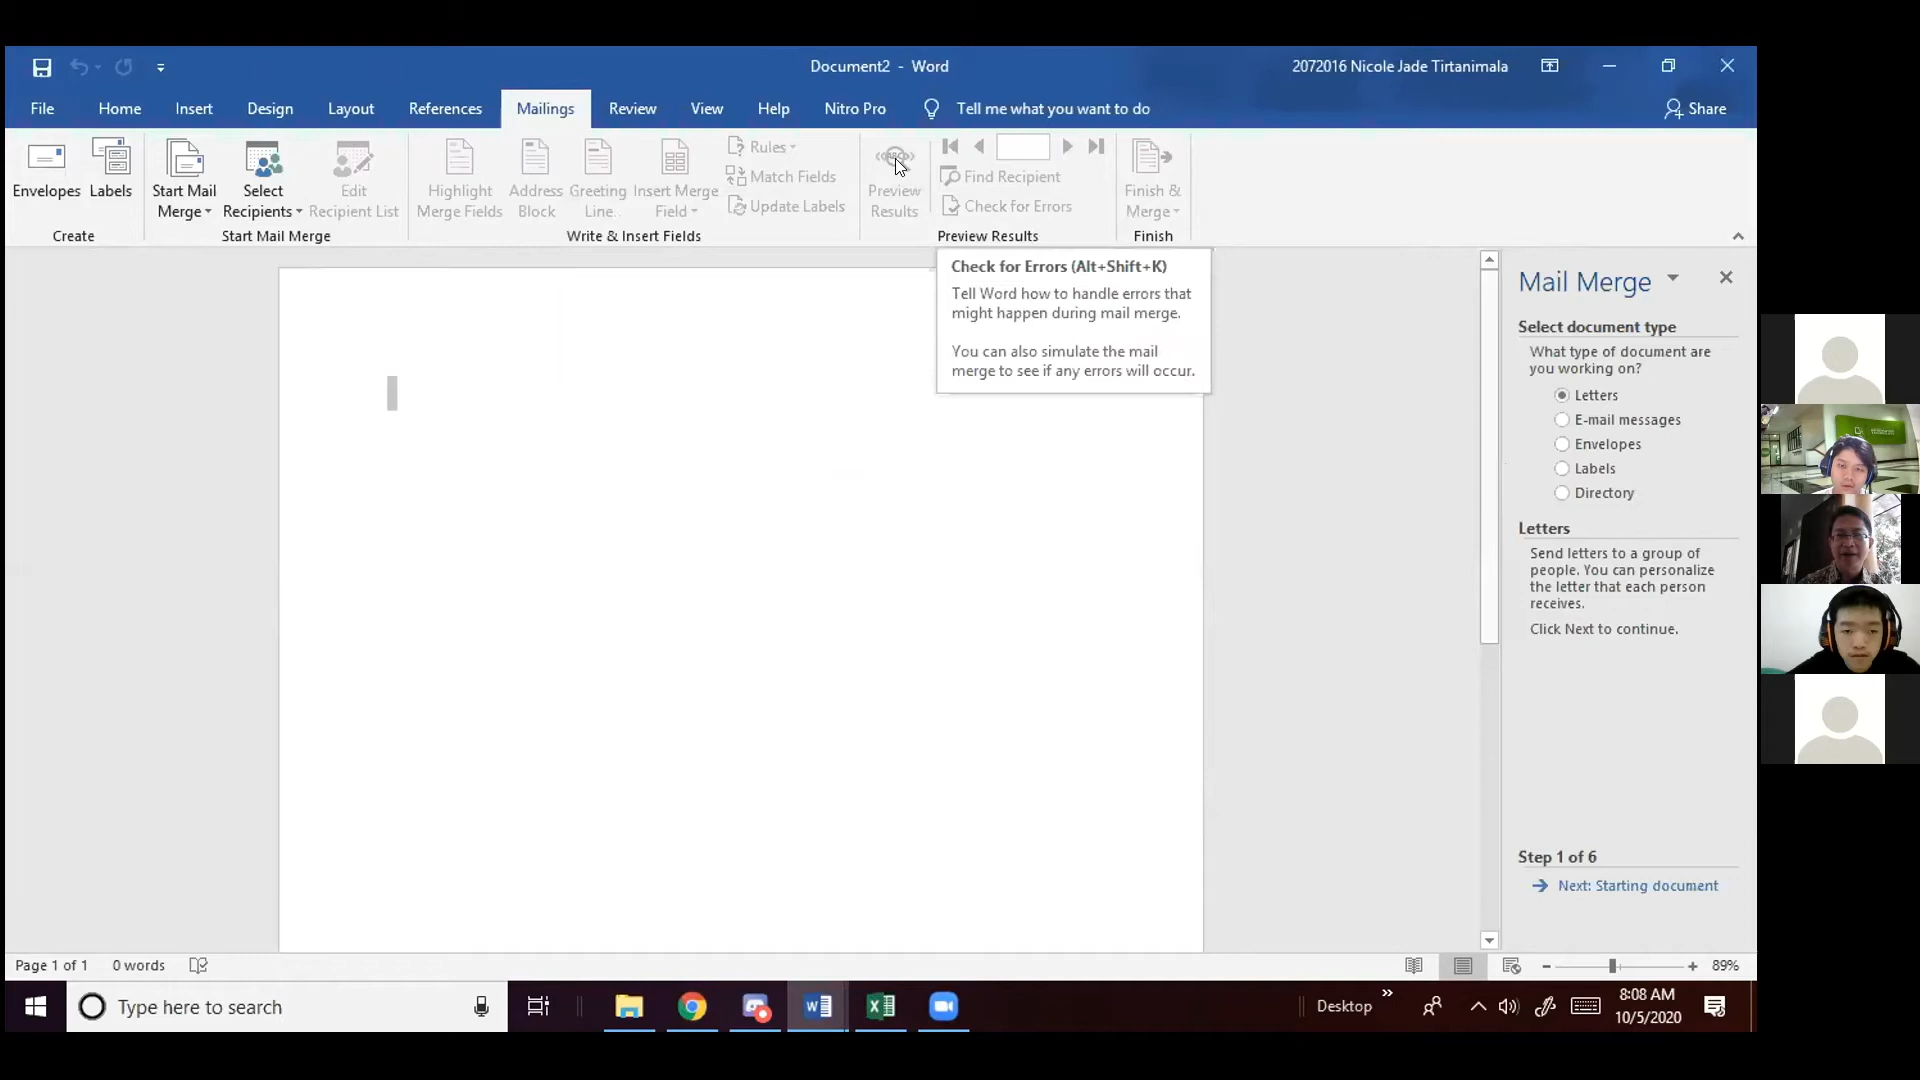 Document2 - Word
2072016 Nicole Jade Tirtanimala
File
Home
Insert
Design
Layout
References
Mailings
Review
View
Help
Nitro Pro
Tell me what you want to do
Share
Envelopes
Labels
Create
Start Mail
Merge
Select
Recipients
Edit
Recipient List
Start Mail Merge
Highlight
Merge Fields
Address
Block
Greeting
Line..
Insert Merge
Field
Rules
Match Fields
Update Labels
Write & Insert Fields
Preview
Results
Find Recipient
Check for Errors
Preview Results
Finish &
Merge
Finish
Check for Errors (Alt+Shift+K)
Tell Word how to handle errors that
might happen during mail merge.
You can also simulate the mail
merge to see if any errors will occur.
Mail Merge
Select document type
What type of document are
you working on?
Letters
E-mail messages
Envelopes
Labels
Directory
Letters
Send letters to a group of
people. You can personalize
the letter that each person
receives.
Click Next to continue.
Step 1 of 6
Next: Starting document
Page 1 of 1
0 words
89%
Type here to search
Desktop
8:08 AM
10/5/2020